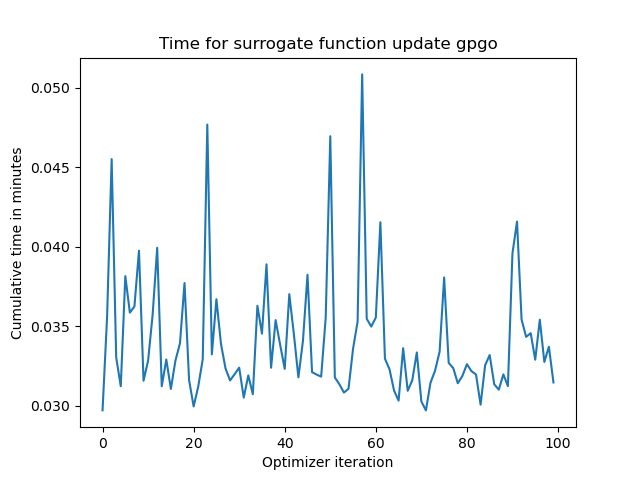 Time for surrogate function update gpgo
0.050
0.045
0.040
0.035
0.030
Cumulative time in minutes
0 20 40 60 80 100
Optimizer iteration